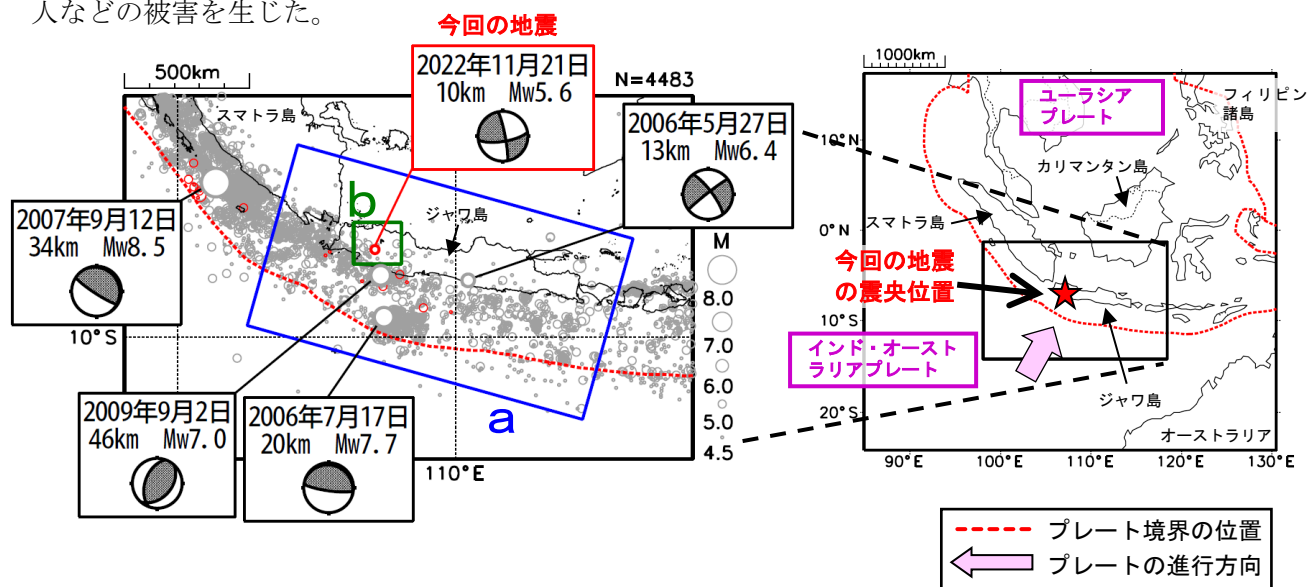 人などの被害を生じた。
今回の地震
500km
2022年11月21日
10km Mw5.6
N=4483
スマトラ島
2006年5月27日
13km Mw6.4
b
ジャワ島
2007年9月12日
34km Mw8.5
M
8.0
7.0
6.0
5.0
4.5
10°S
2009年9月2日
46km Mw7.0
2006年7月17日
20km Mw7.7
a
110°E
1000km
ユーラシア
プレート
フィリピン
諸島
10°N
カリマンタン島
スマトラ島
0°N
今回の地震
の震央位置
10°S
インド・オースト
ラリアプレート
ジャワ島
20°S
オーストラリア
90°E 100°E 110°E 120°E 130°E
プレート境界の位置
プレートの進行方向